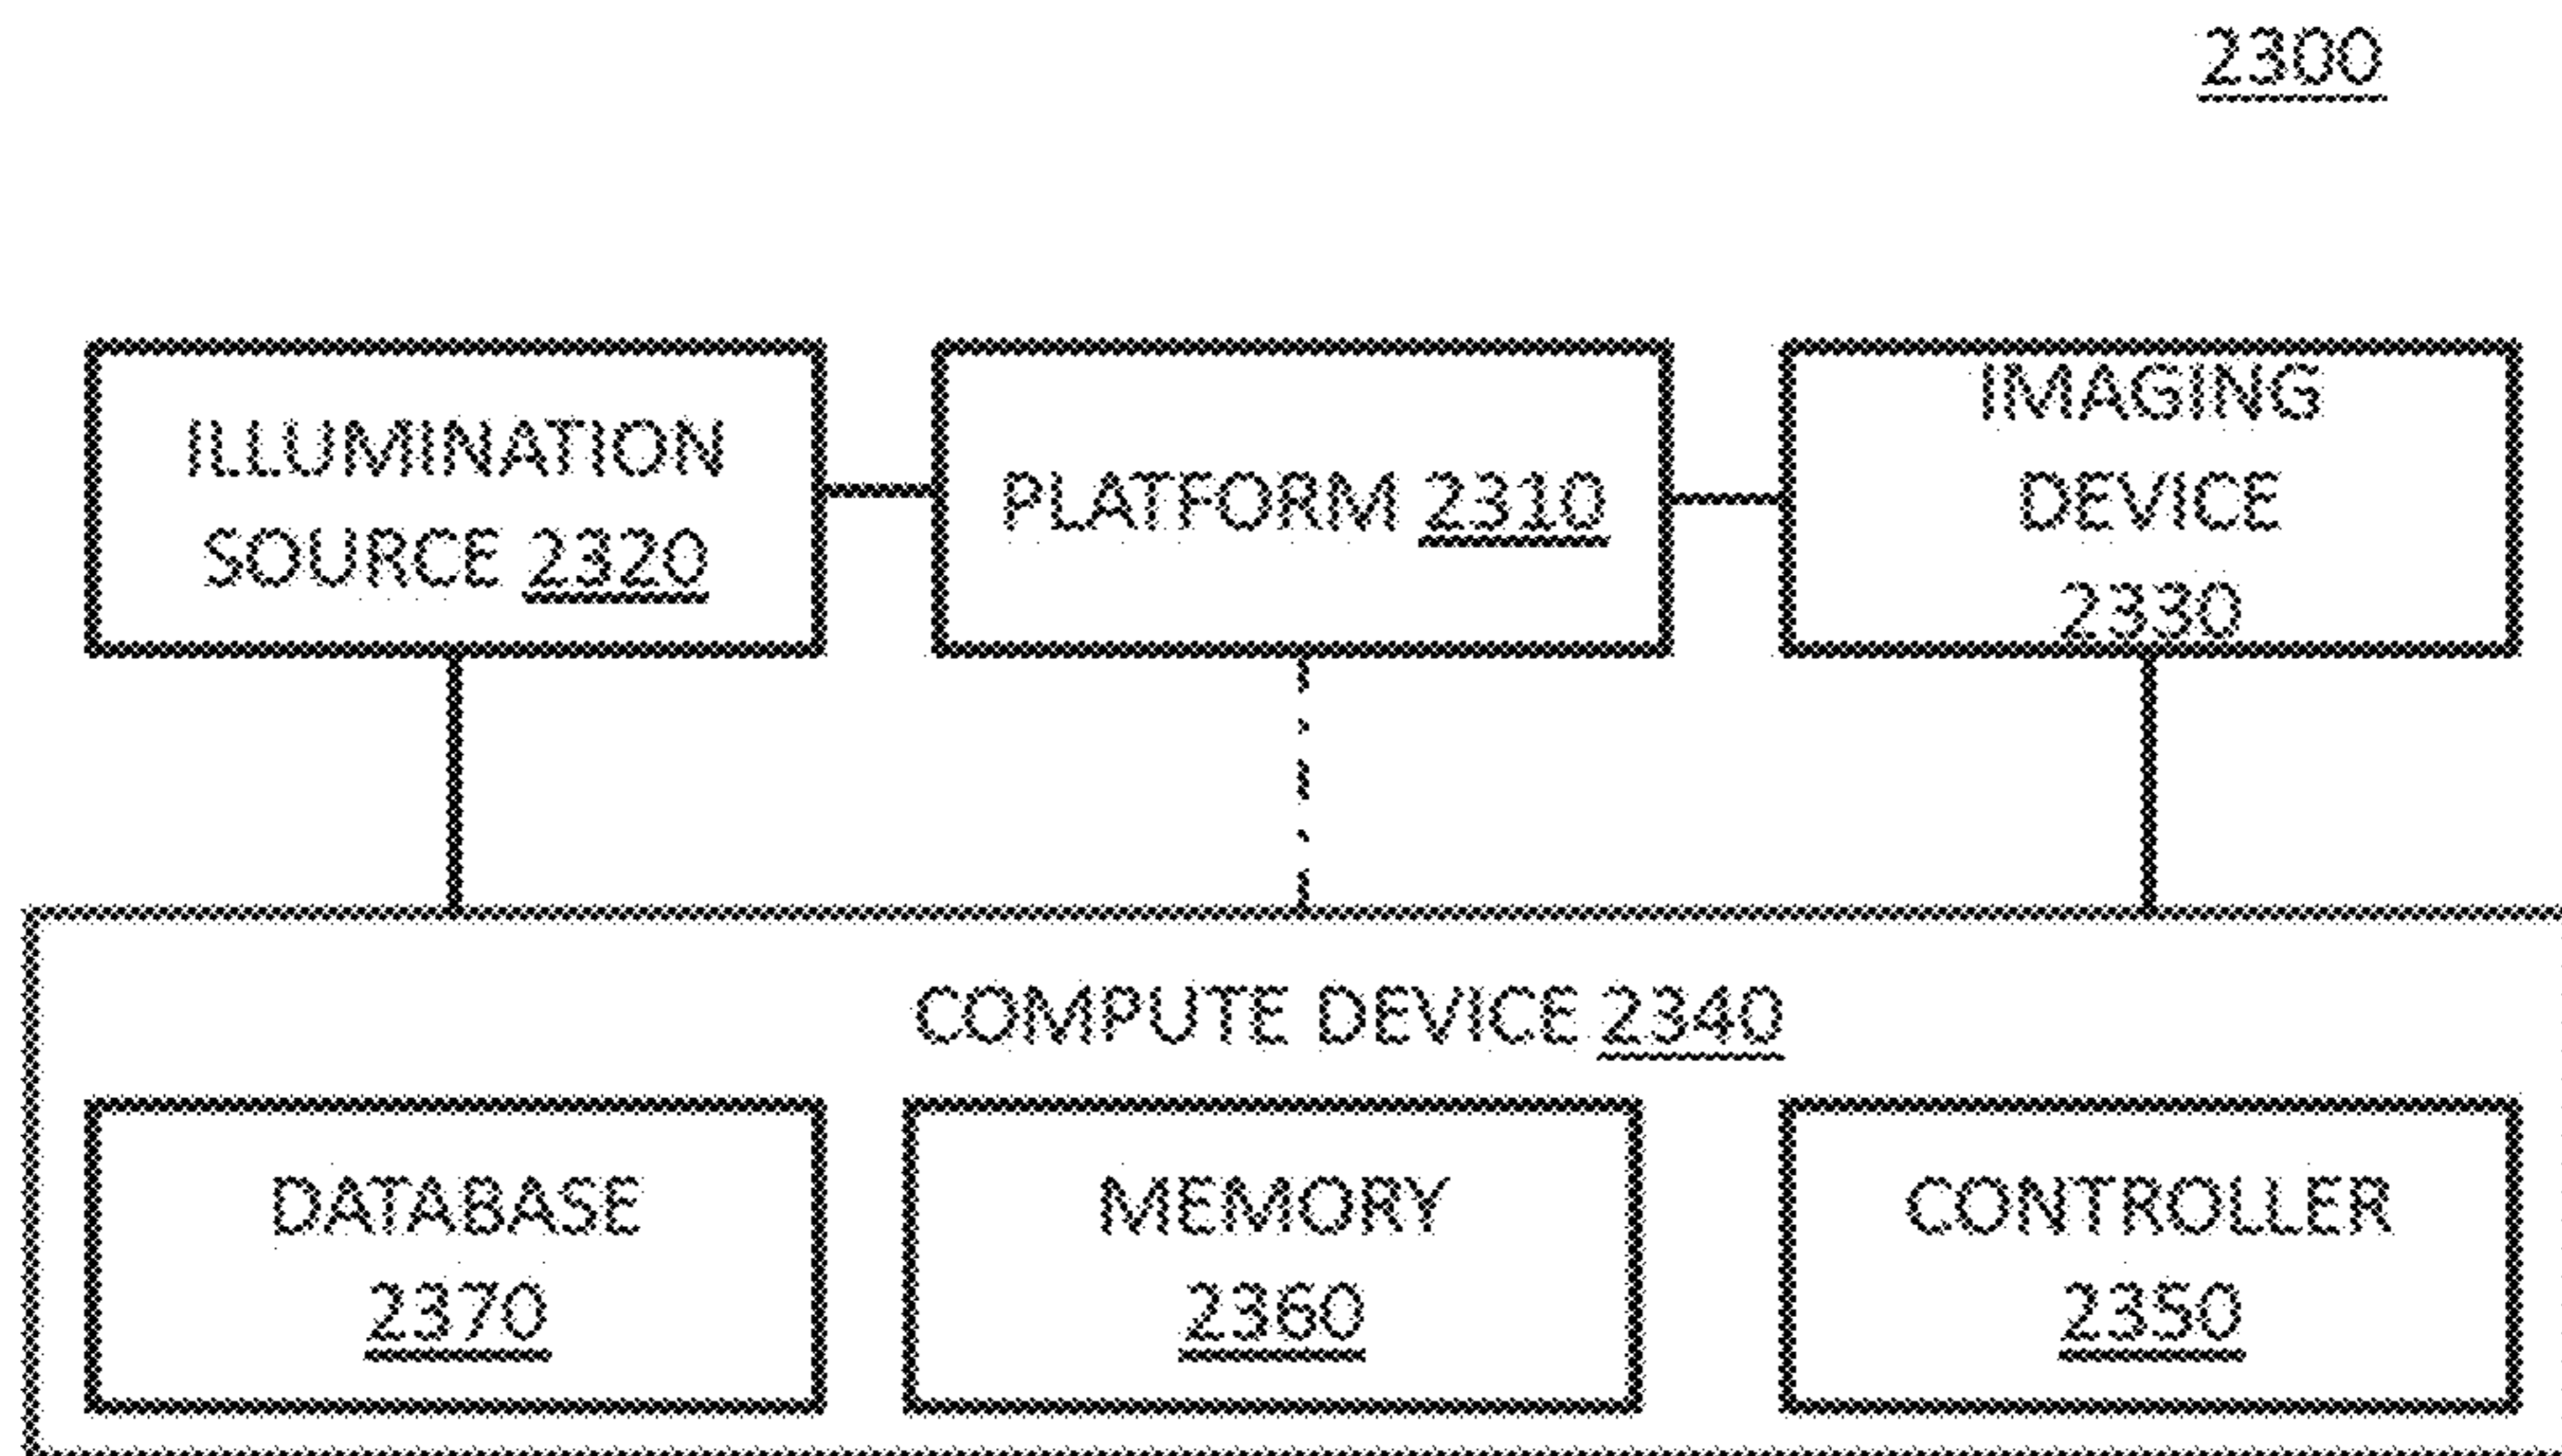 2300
ILLUMINATION
SOURCE 2320
PLATFORM 2310
IMAGING
DEVICE
2330
COMPUTE DEVICE 2340
DATABASE
2370
MEMORY
2360
CONTROLLER
2350